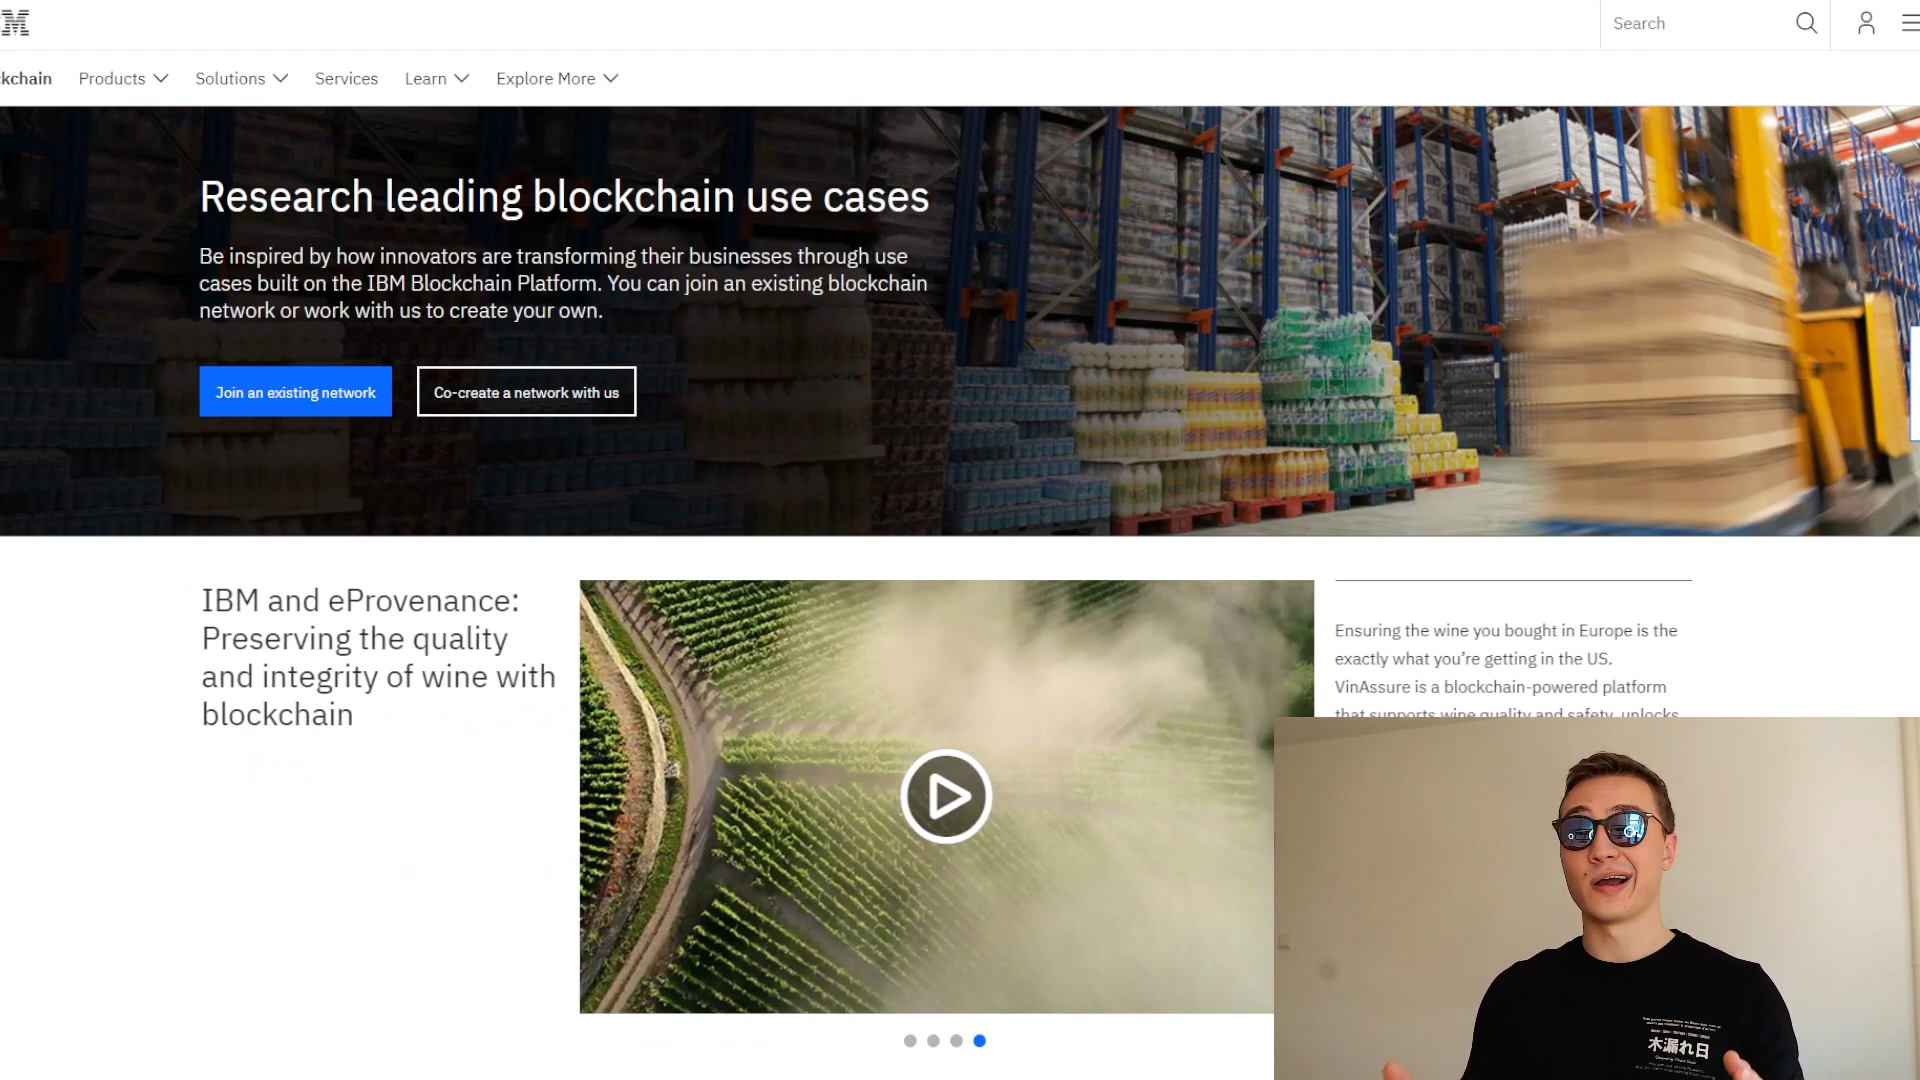 Search
kchain Products Solutions Services Learn Explore More
Research leading blockchain use cases
Be inspired by how innovators are transforming their businesses through use
cases built on the IBM Blockchain Platform. You can join an existing blockchain
network or work with us to create your own.
Join an existing network
Co-create a network with us
IBM and eProvenance:
Preserving the quality
and integrity of wine with
blockchain
Ensuring the wine you bought in Europe is the
exactly what you’re getting in the US.
VinAssure is a blockchain-powered platform
that supports wine quality and safety, unlocks
木漏れ日